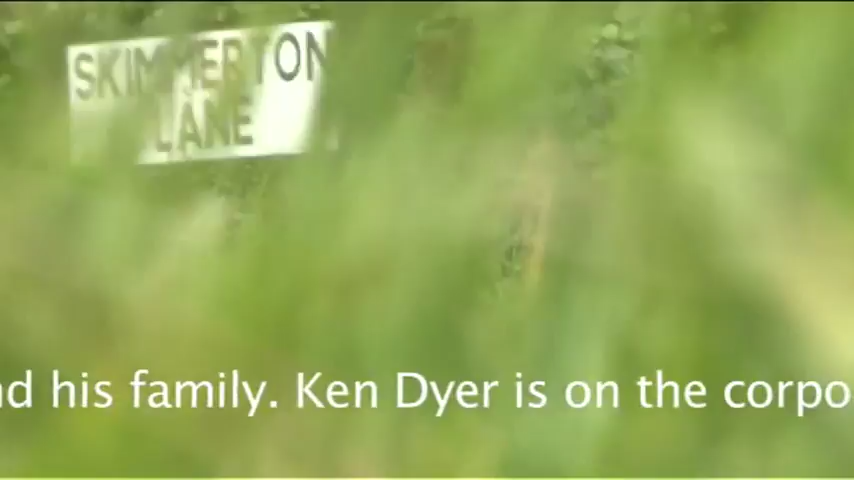 SKIMMERTON
LANE
nd his family. Ken Dyer is on the corpo